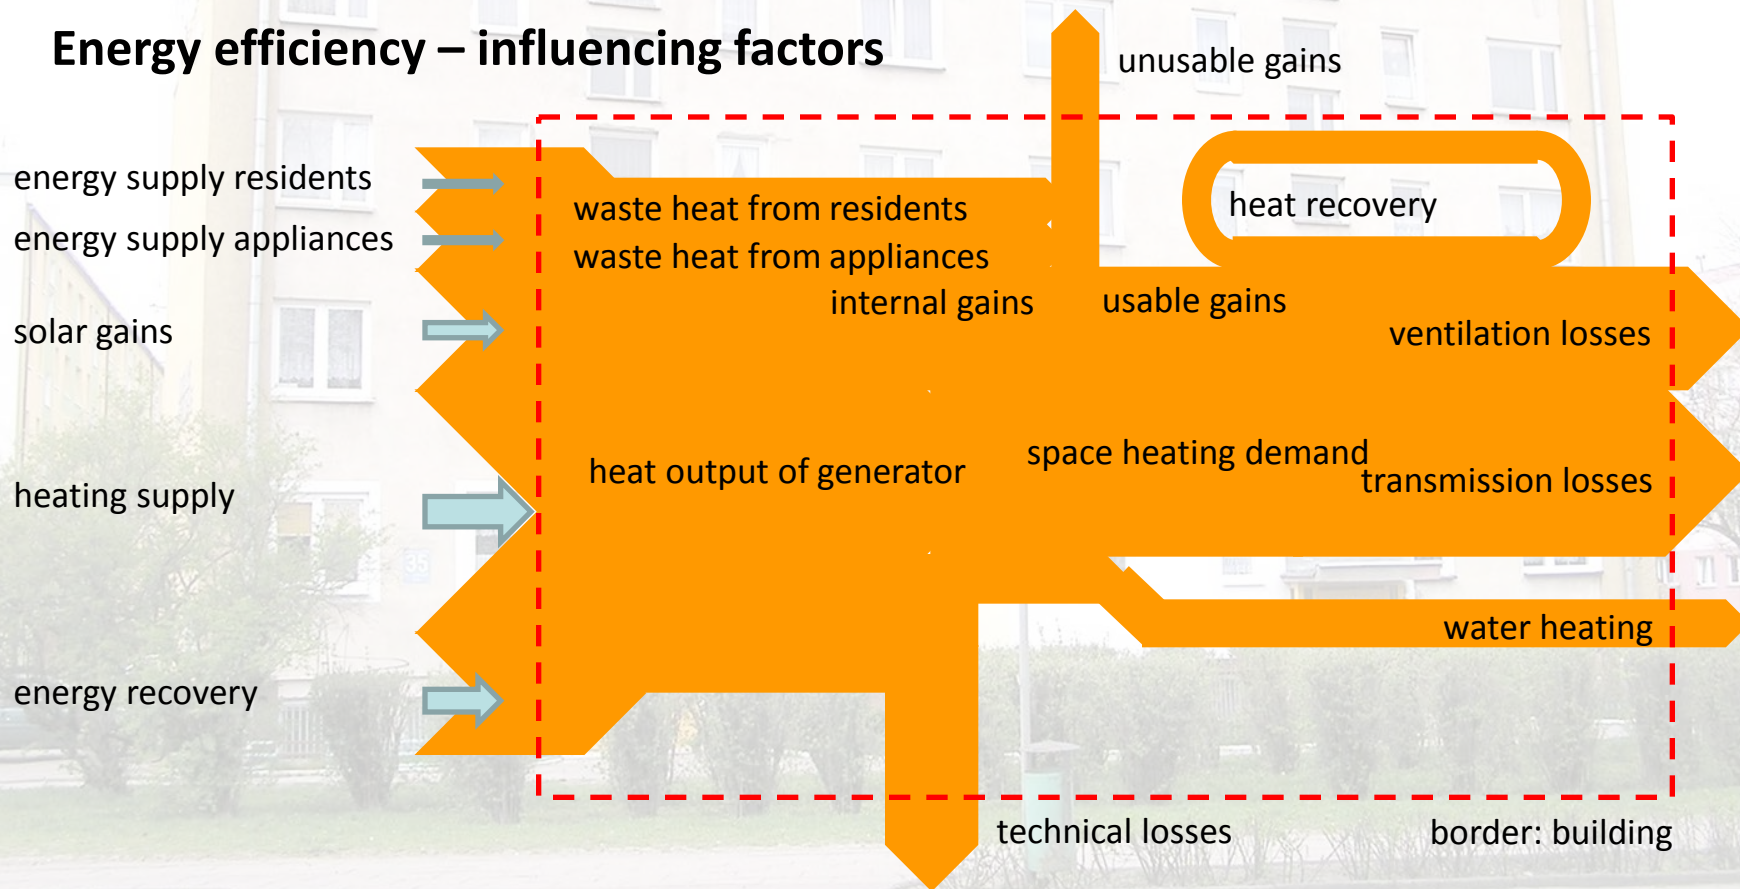 Energy efficiency – influencing factors
unusable gains
energy supply residents
energy supply appliances
solar gains
heating supply
energy recovery
waste heat from residents
waste heat from appliances
internal gains
usable gains
heat recovery
ventilation losses
heat output of generator
space heating demand
transmission losses
water heating
technical losses
border: building
35